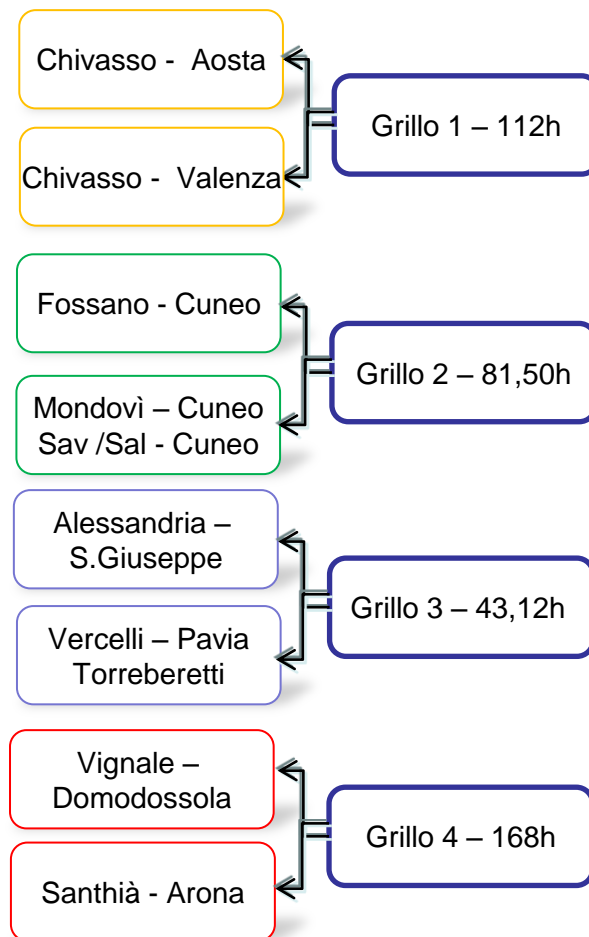 Chivasso - Aosta
Grillo 1 – 112h
Chivasso - Valenza
Fossano - Cuneo
Grillo 2 – 81,50h
Mondovì – Cuneo
Sav /Sal - Cuneo
Alessandria –
S.Giuseppe
Grillo 3 – 43,12h
Vercelli – Pavia
Torreberetti
Vignale –
Domodossola
Grillo 4 – 168h
Santhià - Arona